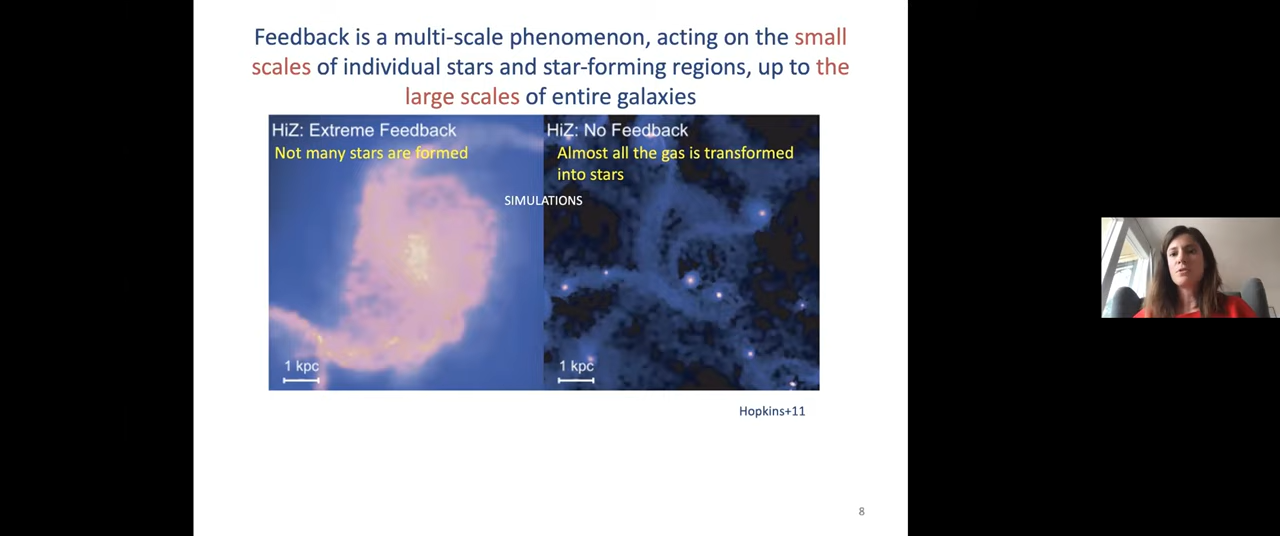 Feedback is a multi-scale phenomenon, acting on the small
scales of individual stars and star-forming regions, up to the
large scales of entire galaxies
HiZ: Extreme Feedback
Not many stars are formed
HiZ: No Feedback
Almost all the gas is transformed
into stars
SIMULATIONS
1 kpc
1 kpc
Hopkins+11
8